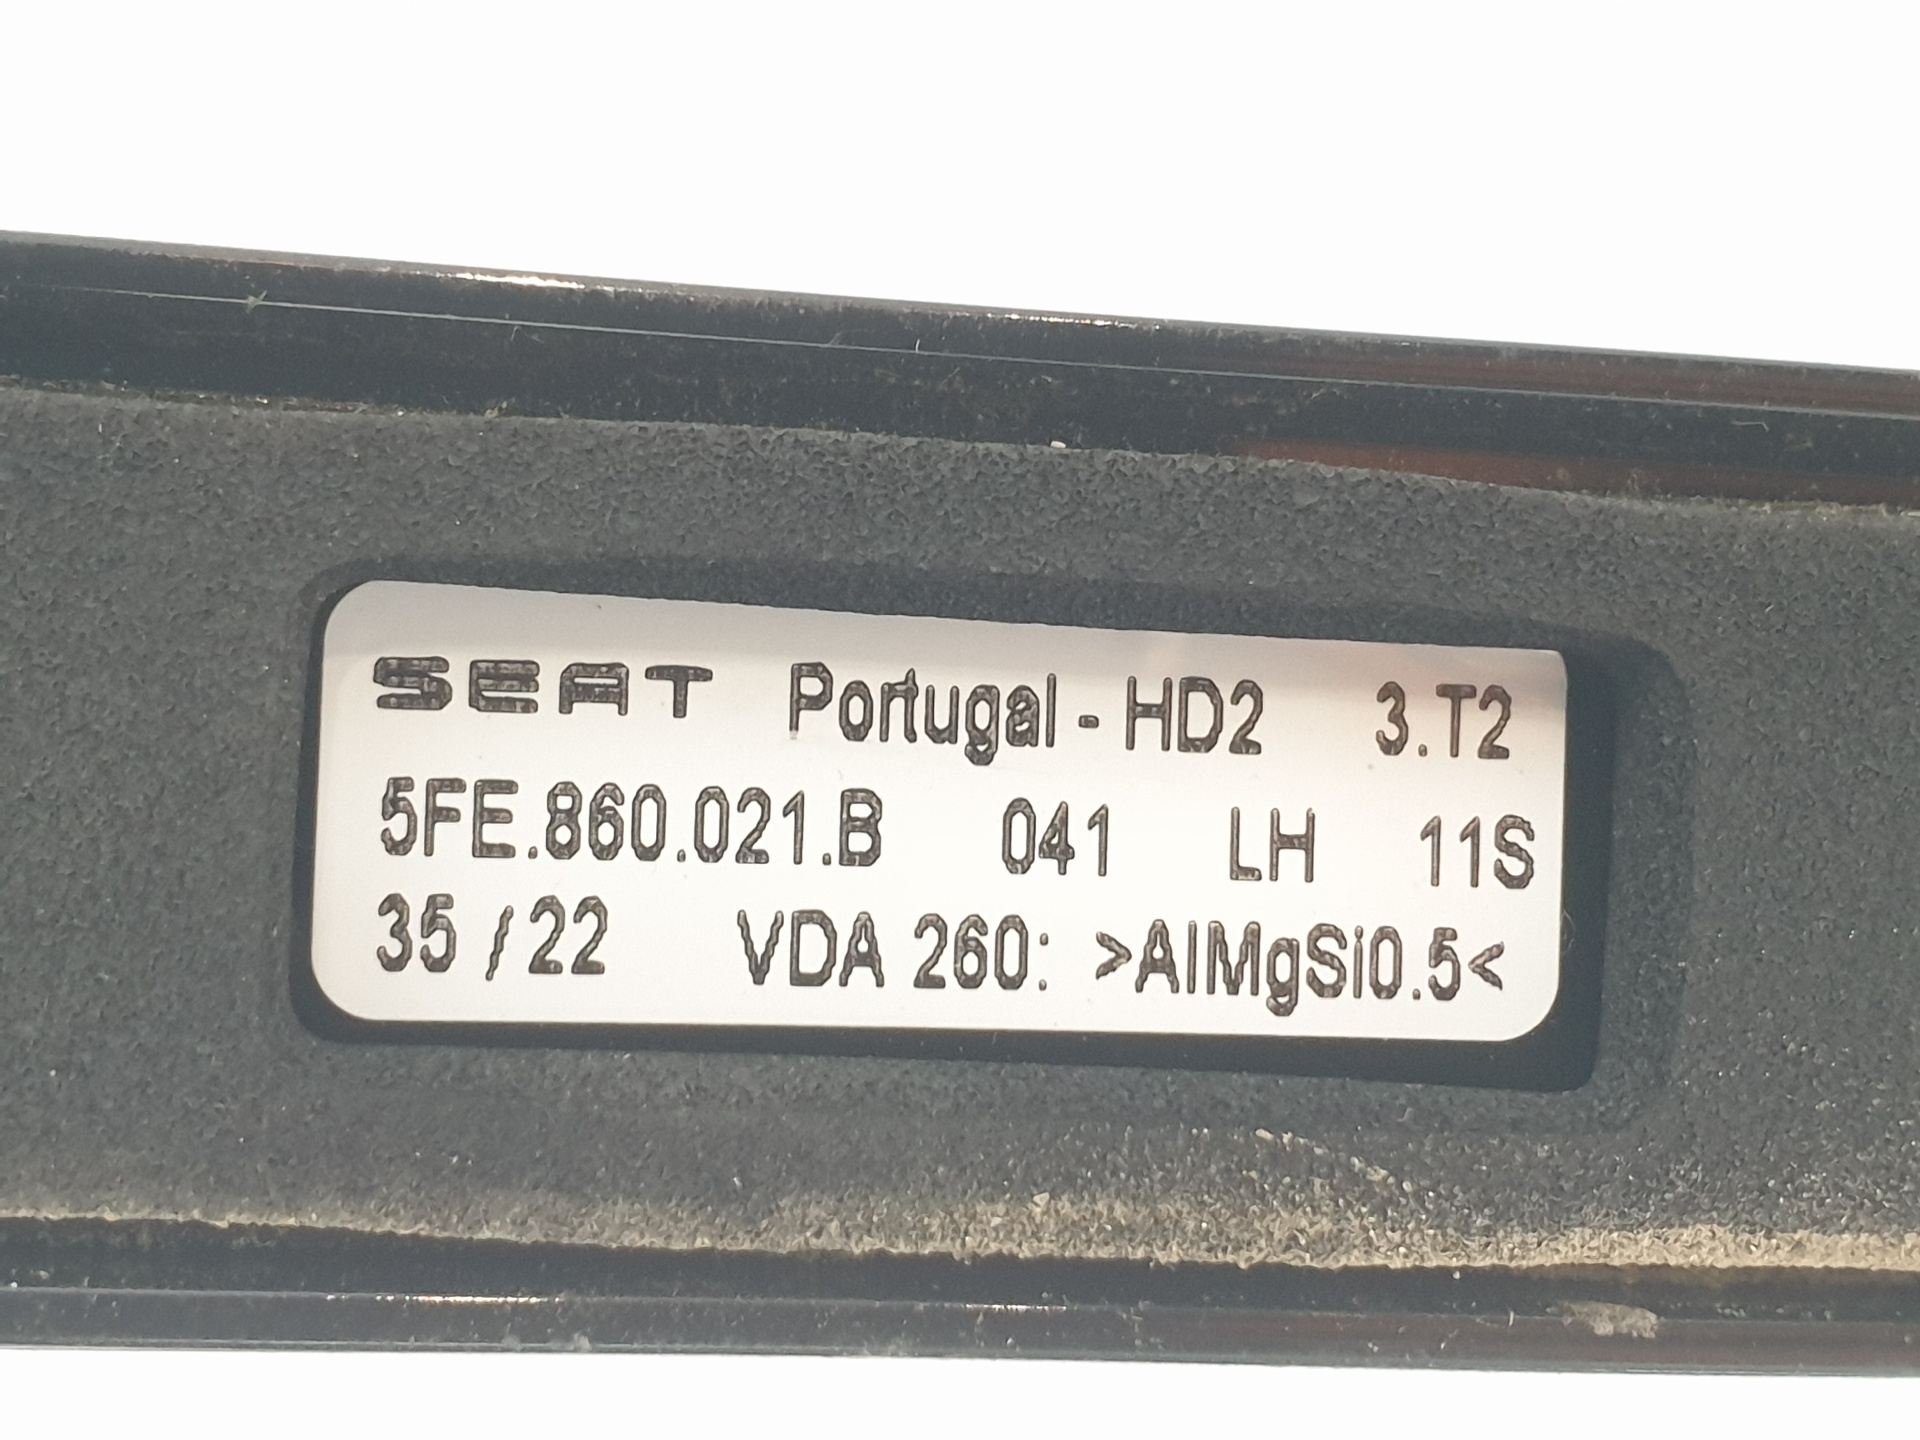 SEAT Portugal - HD2 3.T2
5FE.860.021.B 041 LH 11S
35 /22 VDA 260: >AlMgSi0.5<